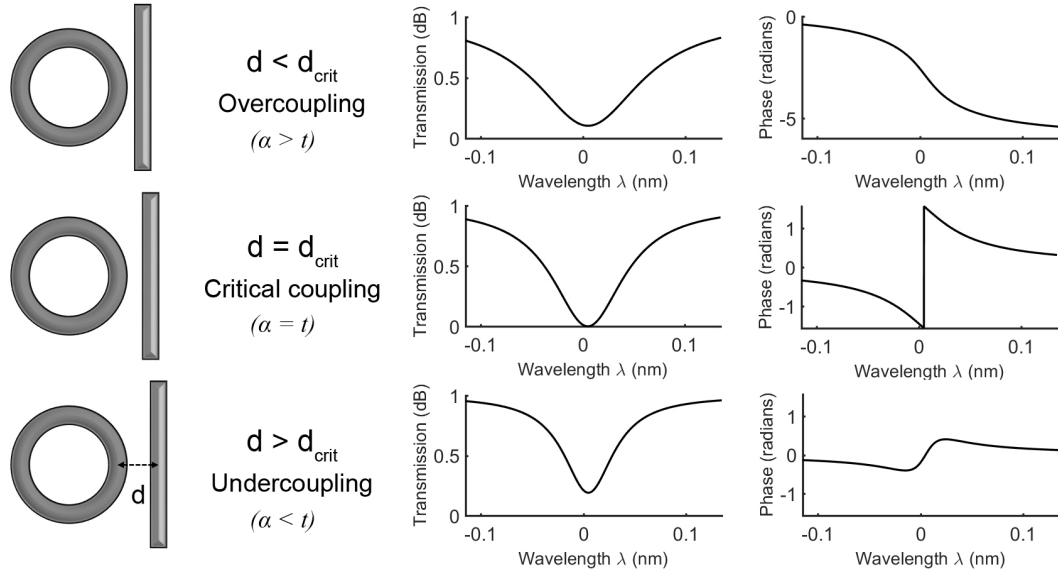 d < dcrit
Overcoupling
(α > t)
Transmission (dB)
1
0.5
0
-0.1
0
0.1
Wavelength λ (nm)
Phase (radians)
0
-5
-0.1
0
0.1
Wavelength λ (nm)
d = dcrit
Critical coupling
(α = t)
Transmission (dB)
1
0.5
0
-0.1
0
0.1
Wavelength λ (nm)
Phase (radians)
1
0
-1
-0.1
0
0.1
Wavelength λ (nm)
d
d > dcrit
Undercoupling
(α < t)
Transmission (dB)
1
0.5
0
-0.1
0
0.1
Wavelength λ (nm)
Phase (radians)
1
0
-1
-0.1
0
0.1
Wavelength λ (nm)